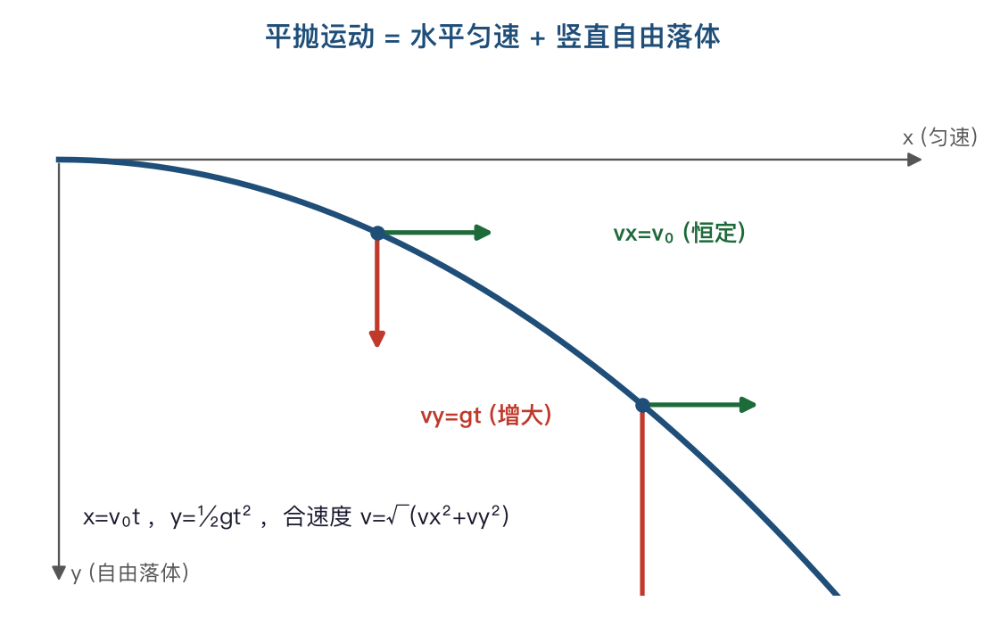 平抛运动 = 水平匀速 + 竖直自由落体
x (匀速)
vx=v₀ (恒定)
vy=gt (增大)
x=v₀t ，y=½gt² ，合速度 v=√(vx²+vy²)
y (自由落体)